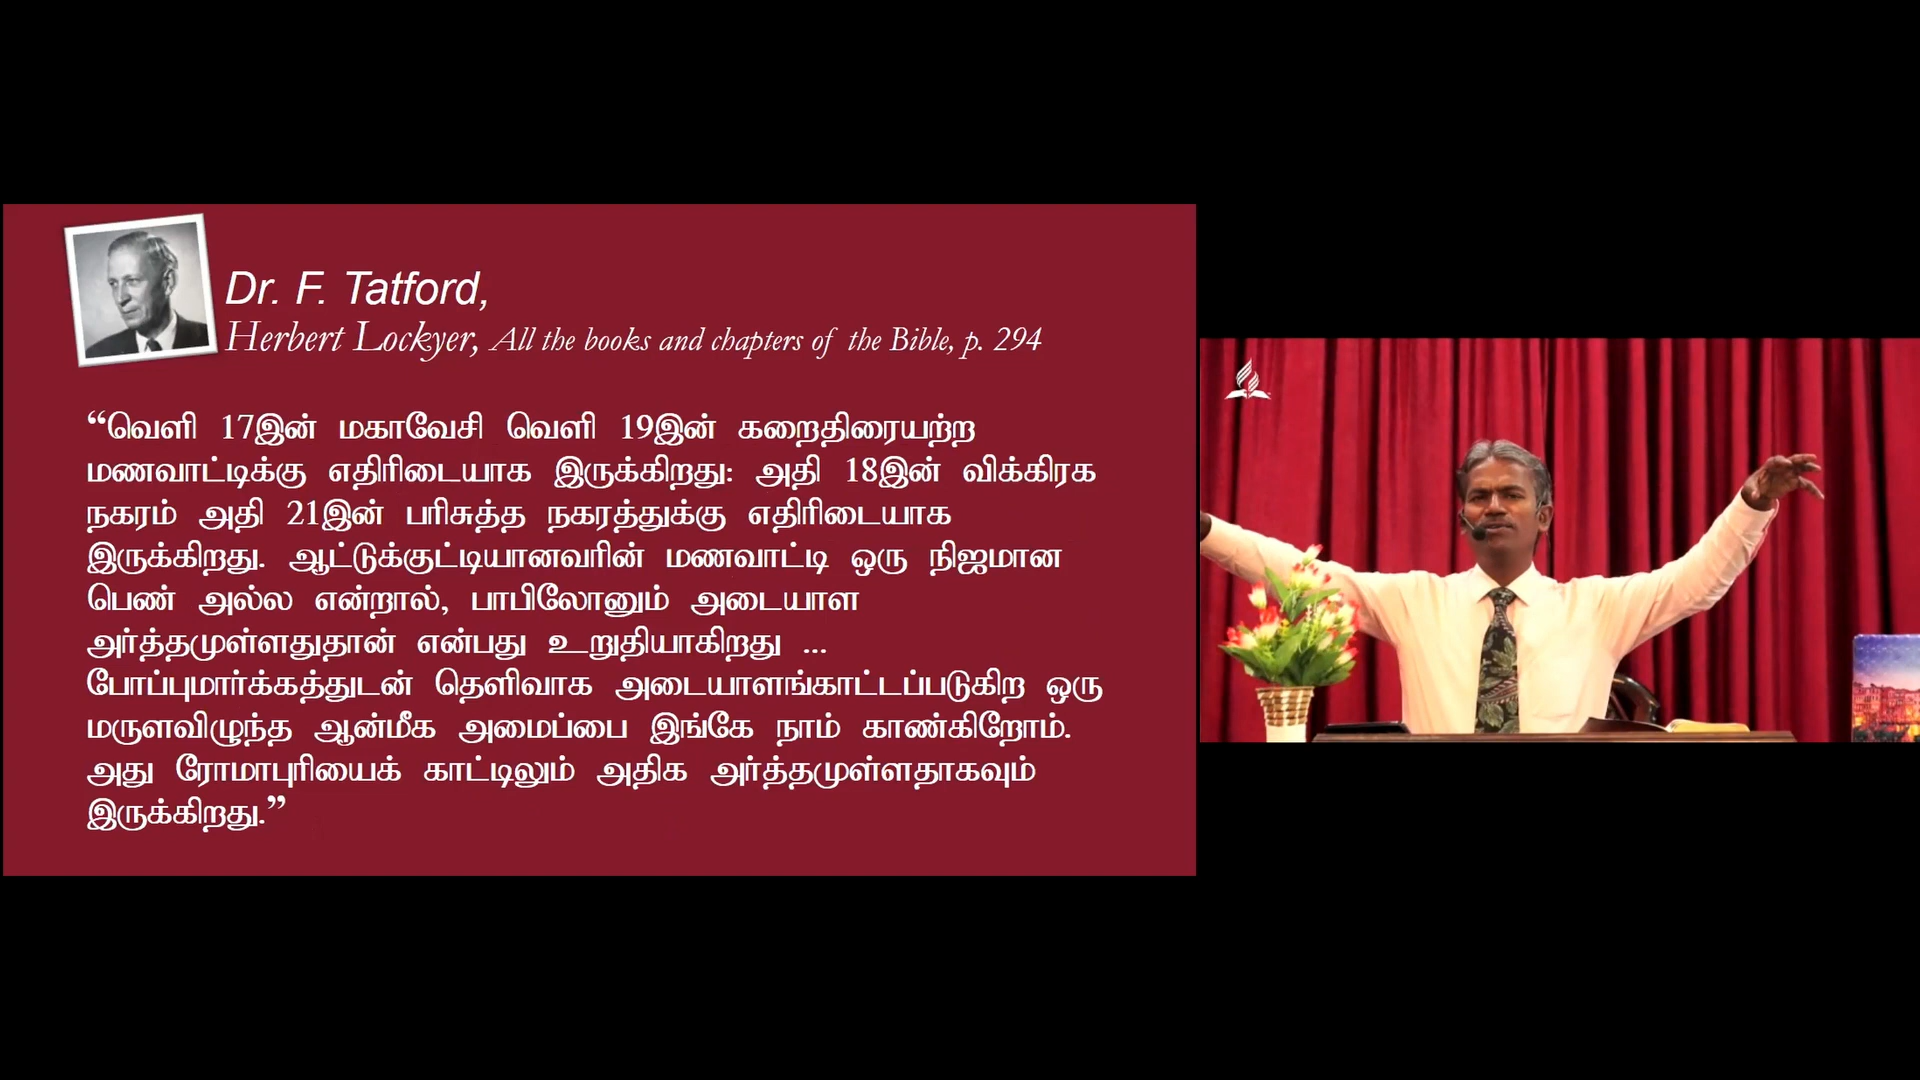 Dr. F. Tatford,
Herbert Lockyer, All the books and chapters of the Bible, p. 294
“வெளி 17இன் மகாவேசி வெளி 19இன் கறைதிரையற்ற
மணவாட்டிக்கு எதிரிடையாக இருக்கிறது: அதி 18இன் விக்கிரக
நகரம் அதி 21இன் பரிசுத்த நகரத்துக்கு எதிரிடையாக
இருக்கிறது. ஆட்டுக்குட்டியானவரின் மணவாட்டி ஒரு நிஜமான
பெண் அல்ல என்றால், பாபிலோனும் அடையாள
அர்த்தமுள்ளதுதான் என்பது உறுதியாகிறது ...
போப்புமார்க்கத்துடன் தெளிவாக அடையாளங்காட்டப்படுகிற ஒரு
மருளவிழுந்த ஆன்மீக அமைப்பை இங்கே நாம் காண்கிறோம்.
அது ரோமாபுரியைக் காட்டிலும் அதிக அர்த்தமுள்ளதாகவும்
இருக்கிறது.”